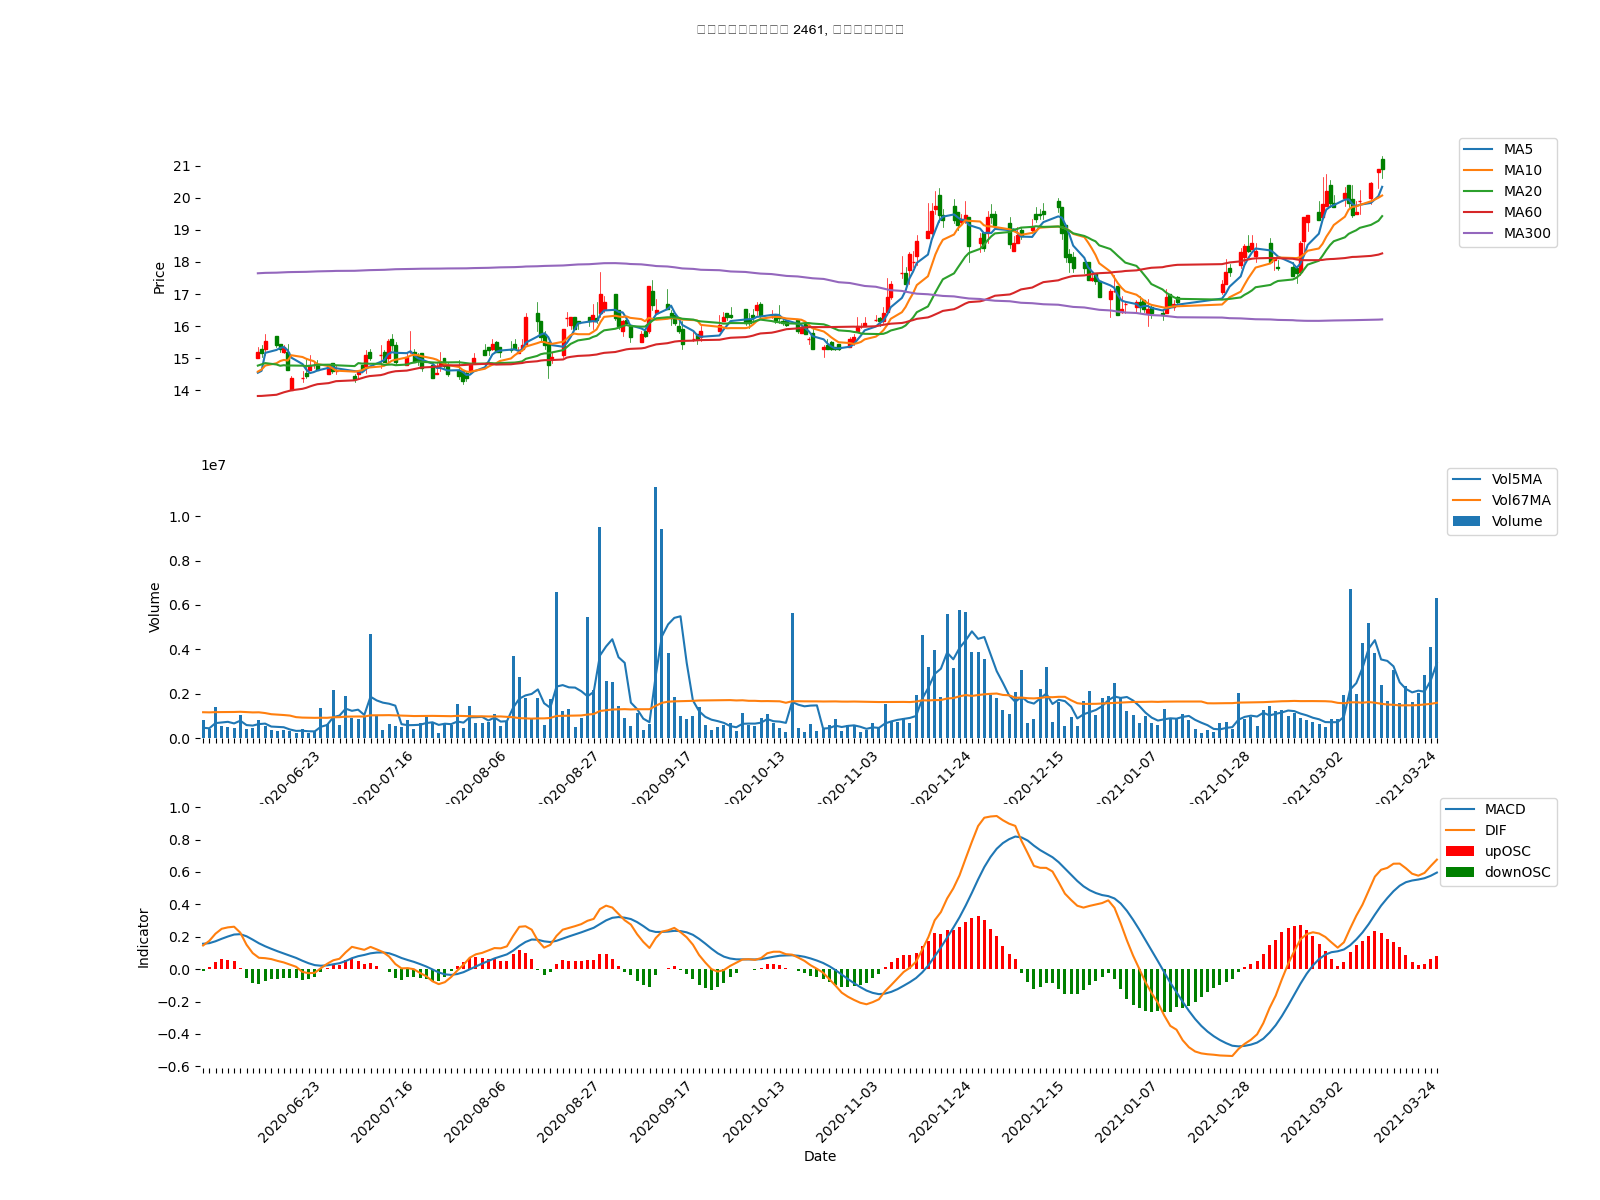 2461,
MA5
MA10
MA20
MA60
MA300
Price
21
20
19
18
17
16
15
14
1e7
Vol5MA
Vol67MA
Volume
Volume
1.0
0.8
0.6
0.4
0.2
0.0
2020-06-23
2020-07-16
2020-08-06
2020-08-27
2020-09-17
2020-10-13
2020-11-03
2020-11-24
2020-12-15
2021-01-07
2021-01-28
2021-03-02
2021-03-24
MACD
DIF
upOSC
downOSC
Indicator
1.0
0.8
0.6
0.4
0.2
0.0
−0.2
−0.4
−0.6
2020-06-23
2020-07-16
2020-08-06
2020-08-27
2020-09-17
2020-10-13
2020-11-03
2020-11-24
2020-12-15
2021-01-07
2021-01-28
2021-03-02
2021-03-24
Date